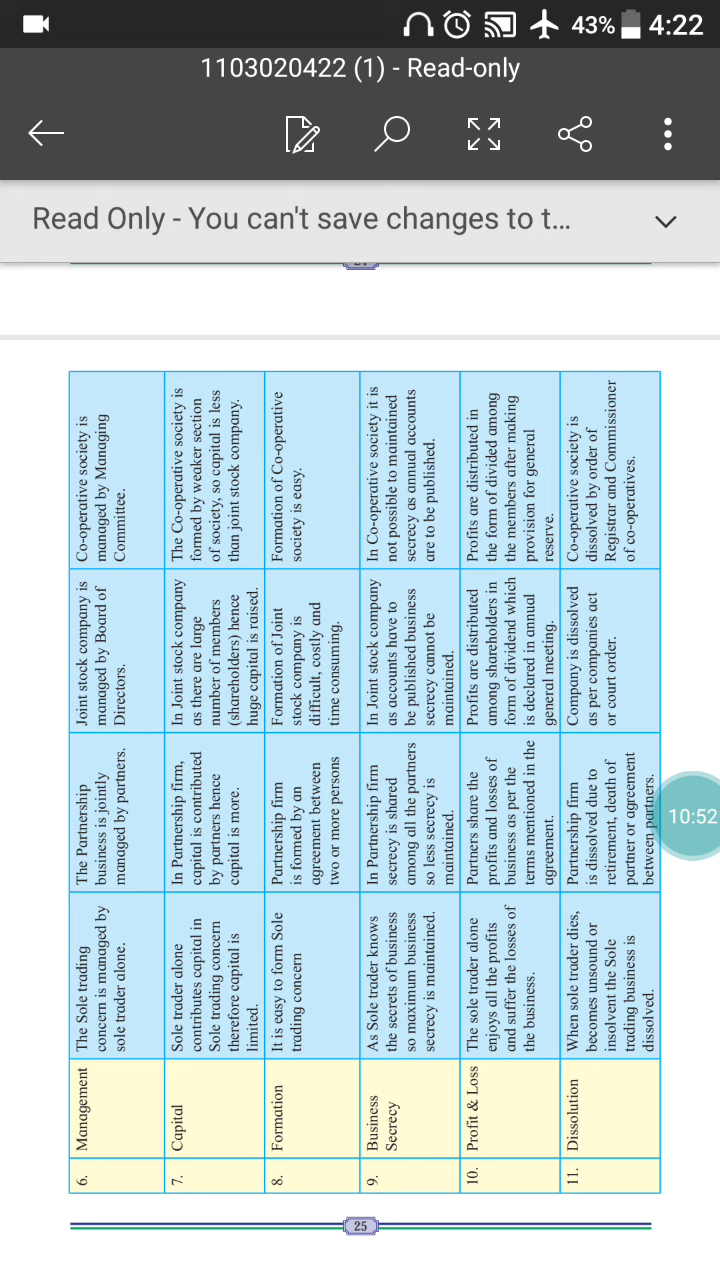 43% 4:22
1103020422 (1) - Read-only
Read Only - You can't save changes to t...
6.
Management
The Sole trading
concern is managed by
sole trader alone.
The Partnership
business is jointly
managed by partners.
Joint stock company is
managed by Board of
Directors.
Co-operative society is
managed by Managing
Committee.
7.
Capital
Sole trader alone
contributes capital in
Sole trading concern
therefore capital is
limited.
In Partnership firm,
capital is contributed
by partners hence
capital is more.
In Joint stock company
as there are large
number of members
(shareholders) hence
huge capital is raised.
The Co-operative society is
formed by weaker section
of society, so capital is less
than joint stock company.
8.
Formation
It is easy to form Sole
trading concern
Partnership firm
is formed by an
agreement between
two or more persons
Formation of Joint
stock company is
difficult, costly and
time consuming.
Formation of Co-operative
society is easy.
9.
Business
Secrecy
As Sole trader knows
the secrets of business
so maximum business
secrecy is maintained.
In Partnership firm
secrecy is shared
among all the partners
so less secrecy is
maintained.
In Joint stock company
as accounts have to
be published business
secrecy cannot be
maintained.
In Co-operative society it is
not possible to maintained
secrecy as annual accounts
are to be published.
10.
Profit & Loss
The sole trader alone
enjoys all the profits
and suffer the losses of
the business.
Partners share the
profits and losses of
business as per the
terms mentioned in the
agreement.
Profits are distributed
among shareholders in
form of dividend which
is declared in annual
general meeting.
Profits are distributed in
the form of divided among
the members after making
provision for general
reserve.
11.
Dissolution
When sole trader dies,
becomes unsound or
insolvent the Sole
trading business is
dissolved.
Partnership firm
is dissolved due to
retirement, death of
partner or agreement
between partners.
Company is dissolved
as per companies act
or court order.
Co-operative society is
dissolved by order of
Registrar and Commissioner
of co-operatives.
10:52
25